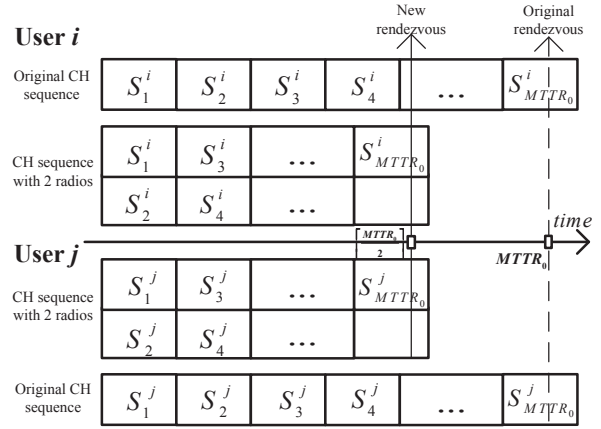 New
rendezvous
Original
rendezvous
User i
Original CH
sequence
S_1^i S_2^i S_3^i S_4^i ... S_{MTTR_0}^i
CH sequence
with 2 radios
S_1^i S_3^i ... S_{MTTR_0}^i
S_2^i S_4^i ...
time
⌈MTTR_0/2⌉ MTTR_0
User j
CH sequence
with 2 radios
S_1^j S_3^j ... S_{MTTR_0}^j
S_2^j S_4^j ...
Original CH
sequence
S_1^j S_2^j S_3^j S_4^j ... S_{MTTR_0}^j